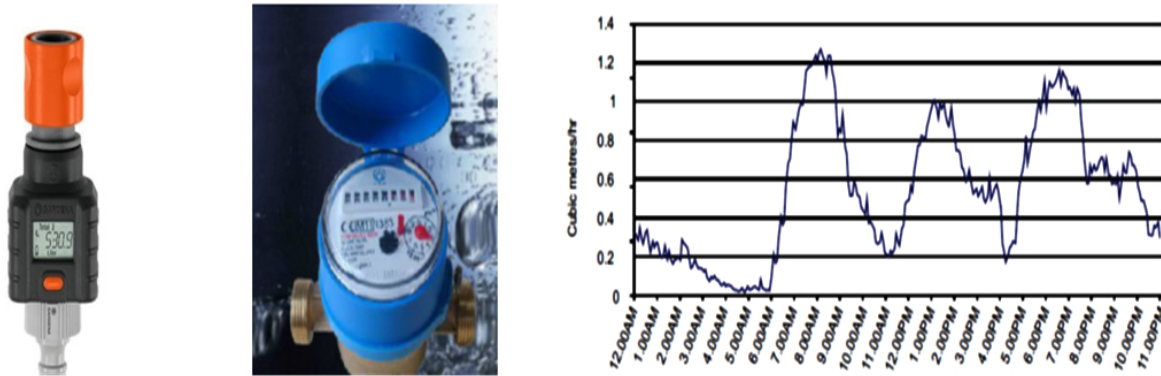 Total 1
530.9
Liter
Cubic metres/hr
1.4
1.2
1
0.8
0.6
0.4
0.2
0
12.00AM
1.00AM
2.00AM
3.00AM
4.00AM
5.00AM
6.00AM
7.00AM
8.00AM
9.00AM
10.00AM
11.00AM
12.00PM
1.00PM
2.00PM
3.00PM
4.00PM
5.00PM
6.00PM
7.00PM
8.00PM
9.00PM
10.00PM
11.00PM